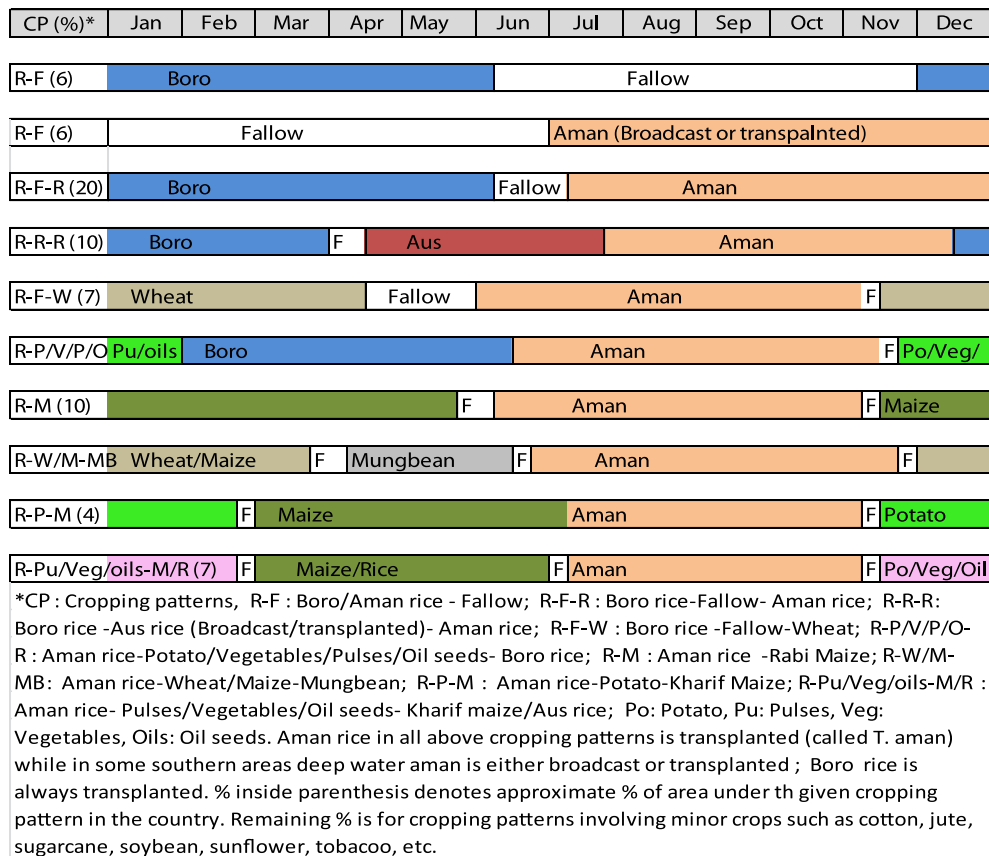 CP (%)* Jan Feb Mar Apr May Jun Jul Aug Sep Oct Nov Dec
R-F (6) Boro Fallow
R-F (6) Fallow Aman (Broadcast or transpalnted)
R-F-R (20) Boro Fallow Aman
R-R-R (10) Boro F Aus Aman
R-F-W (7) Wheat Fallow Aman F
R-P/V/P/O Pu/oils Boro Aman F Po/Veg/
R-M (10) F Aman F Maize
R-W/M-MB Wheat/Maize F Mungbean F Aman F
R-P-M (4) F Maize Aman F Potato
R-Pu/Veg/oils-M/R (7) F Maize/Rice F Aman F Po/Veg/Oil
*CP : Cropping patterns, R-F : Boro/Aman rice - Fallow; R-F-R : Boro rice-Fallow- Aman rice; R-R-R:
Boro rice -Aus rice (Broadcast/transplanted)- Aman rice; R-F-W : Boro rice -Fallow-Wheat; R-P/V/P/O-
R : Aman rice-Potato/Vegetables/Pulses/Oil seeds- Boro rice; R-M : Aman rice -Rabi Maize; R-W/M-
MB: Aman rice-Wheat/Maize-Mungbean; R-P-M : Aman rice-Potato-Kharif Maize; R-Pu/Veg/oils-M/R :
Aman rice- Pulses/Vegetables/Oil seeds- Kharif maize/Aus rice; Po: Potato, Pu: Pulses, Veg:
Vegetables, Oils: Oil seeds. Aman rice in all above cropping patterns is transplanted (called T. aman)
while in some southern areas deep water aman is either broadcast or transplanted ; Boro rice is
always transplanted. % inside parenthesis denotes approximate % of area under th given cropping
pattern in the country. Remaining % is for cropping patterns involving minor crops such as cotton, jute,
sugarcane, soybean, sunflower, tobacoo, etc.